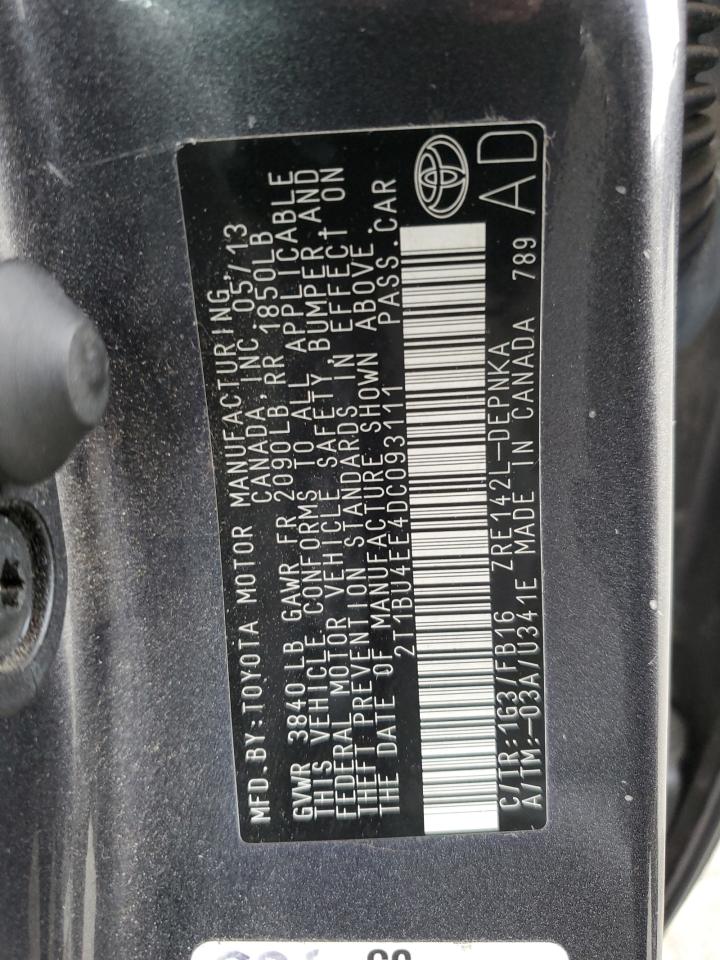 MFD.BY:TOYOTA MOTOR MANUFACTURING,
CANADA, INC. 05/13
GVWR 3840 LB GAWR FR 2090LB, RR 1850LB
THIS VEHICLE CONFORMS TO ALL APPLICABLE
FEDERAL MOTOR VEHICLE SAFETY, BUMPER, AND
THEFT PREVENTION STANDARDS IN EFFECT ON
THE DATE OF MANUFACTURE SHOWN ABOVE.
2T1BU4EE4DC093111 PASS.CAR
C/TR:1G3/FB16 ZRE142L-DEPNKA
A/TM:-03A/U341E MADE IN CANADA 789
AD